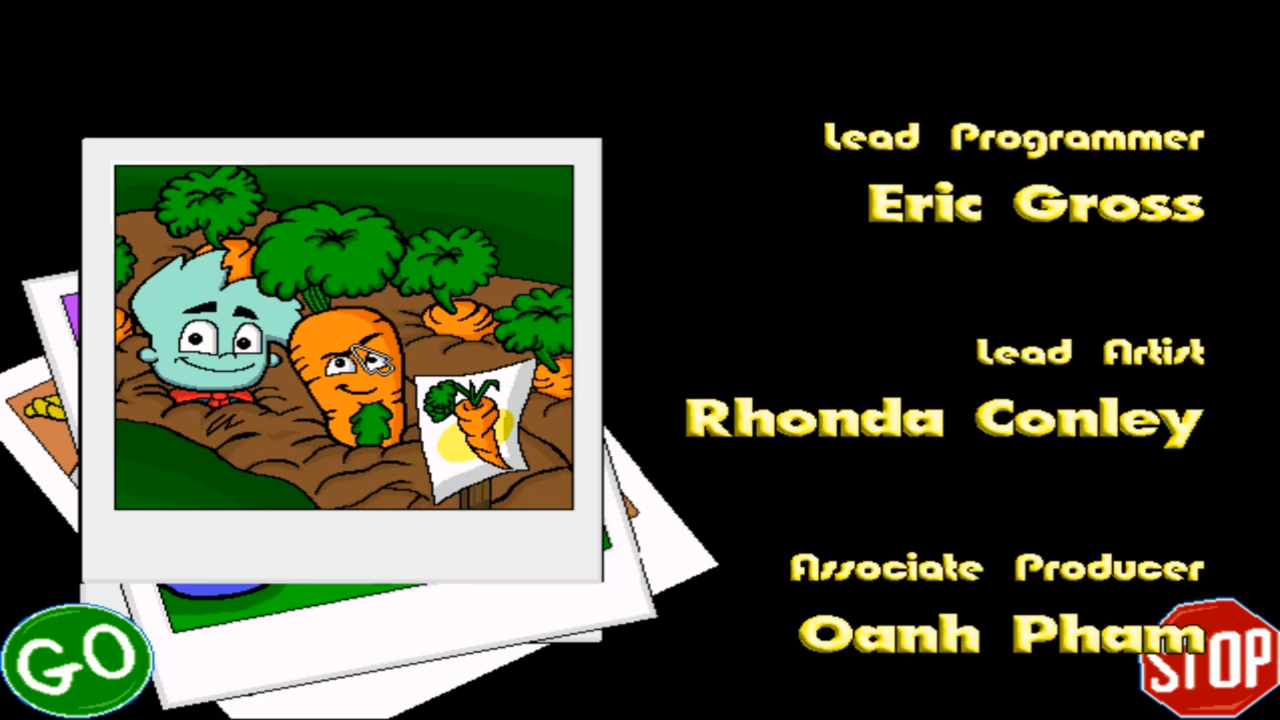 Lead Programmer
Eric Gross
Lead Artist
Rhonda Conley
Associate Producer
Oanh Pham
GO
STOP